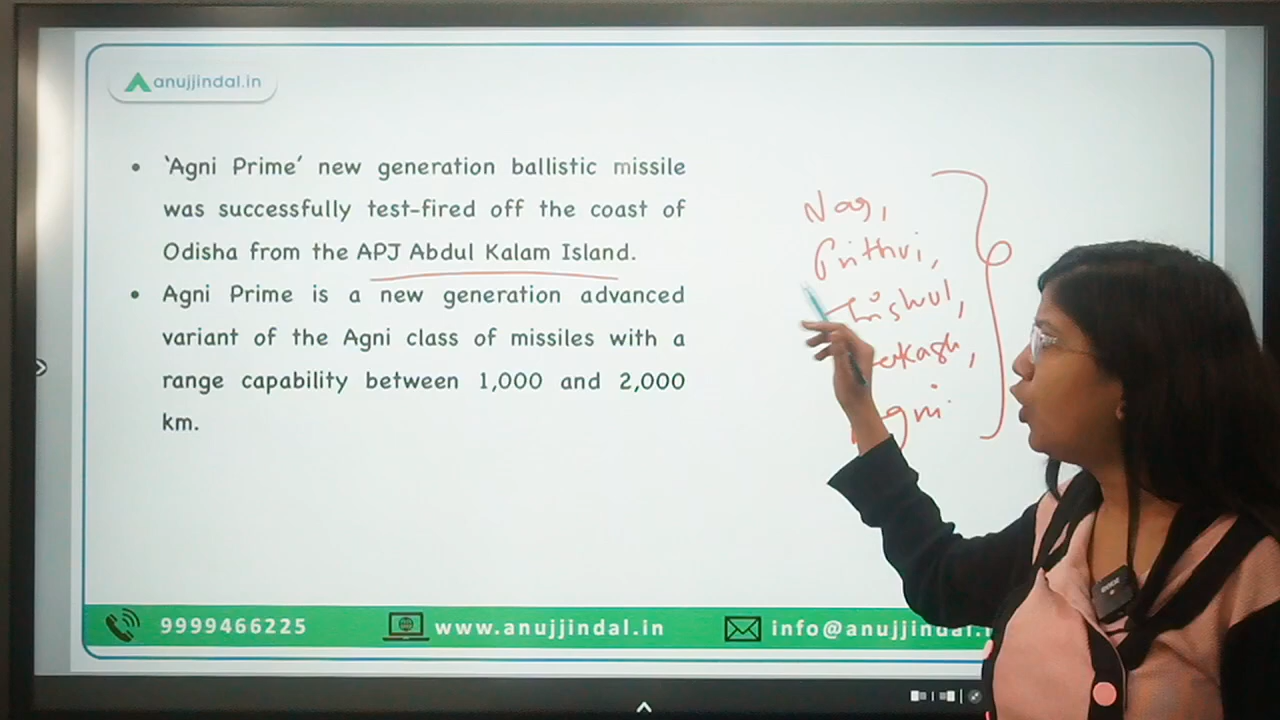 anujjindal.in
• ‘Agni Prime’ new generation ballistic missile
was successfully test-fired off the coast of
Odisha from the APJ Abdul Kalam Island.
• Agni Prime is a new generation advanced
variant of the Agni class of missiles with a
range capability between 1,000 and 2,000
km.
Nag,
Prithvi,
Trishul,
9999466225
www.anujjindal.in
info@anujjindal.